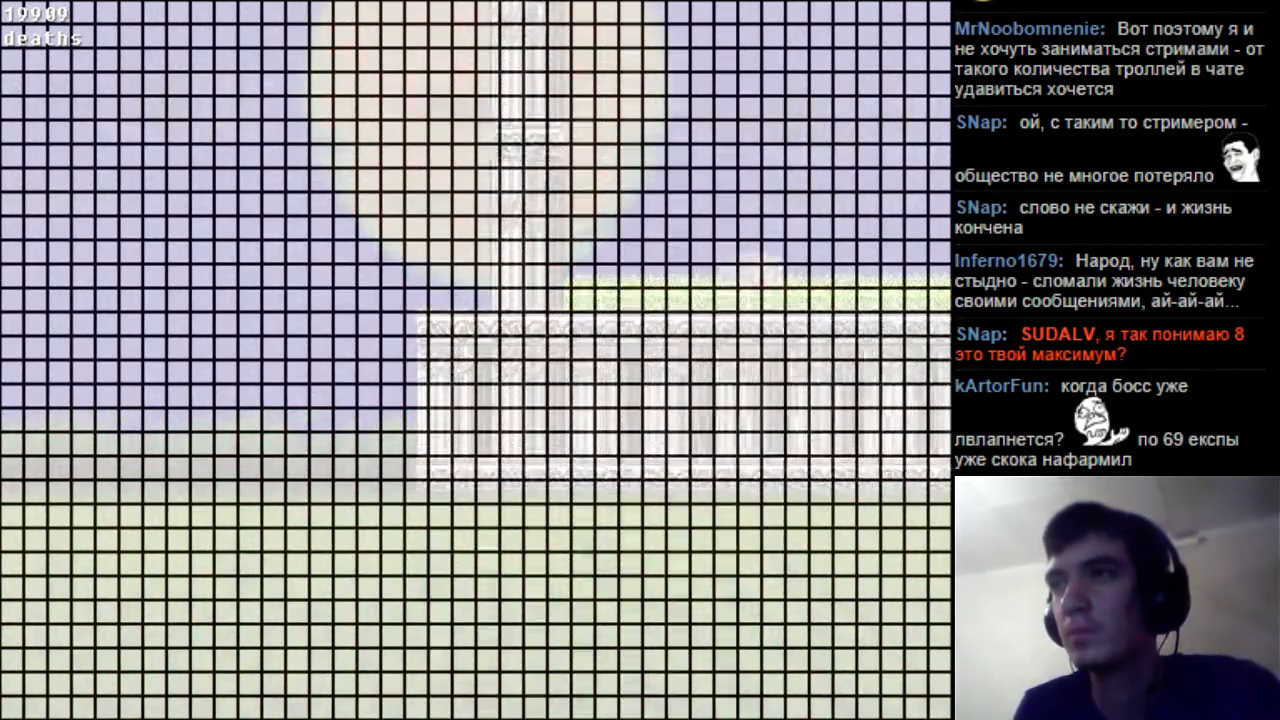 19909
deaths
MrNoobomnenie: Вот поэтому я и
не хочуть заниматься стримами - от
такого количества троллей в чате
удавиться хочется
SNap: ой, с таким то стримером -
общество не многое потеряло
SNap: слово не скажи - и жизнь
кончена
Inferno1679: Народ, ну как вам не
стыдно - сломали жизнь человеку
своими сообщениями, ай-ай-ай...
SNap: SUDALV, я так понимаю 8
это твой максимум?
kArtorFun: когда босс уже
лвлапнется? по 69 експы
уже скока нафармил